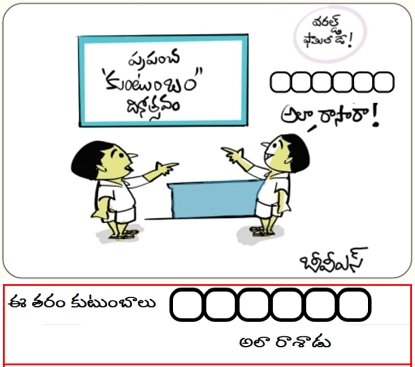 వరల్డ్
ఫామిలీ డే!
ప్రపంచ
"కుంటుంబం"
దినోత్సవం
అలా రాసారా!
బీవీఎస్
ఈ తరం కుటుంబాలు
అలా రాశాడు